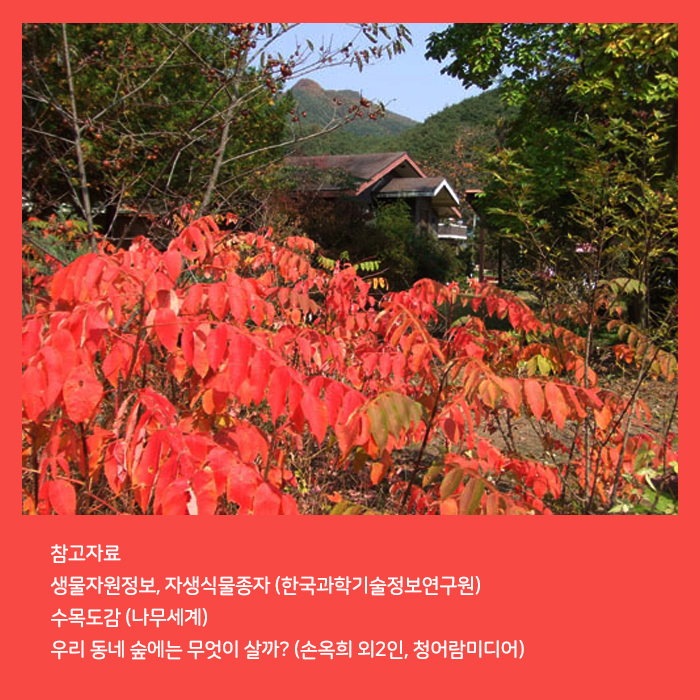 참고자료
생물자원정보, 자생식물종자 (한국과학기술정보연구원)
수목도감 (나무세계)
우리 동네 숲에는 무엇이 살까? (손옥희 외2인, 청어람미디어)